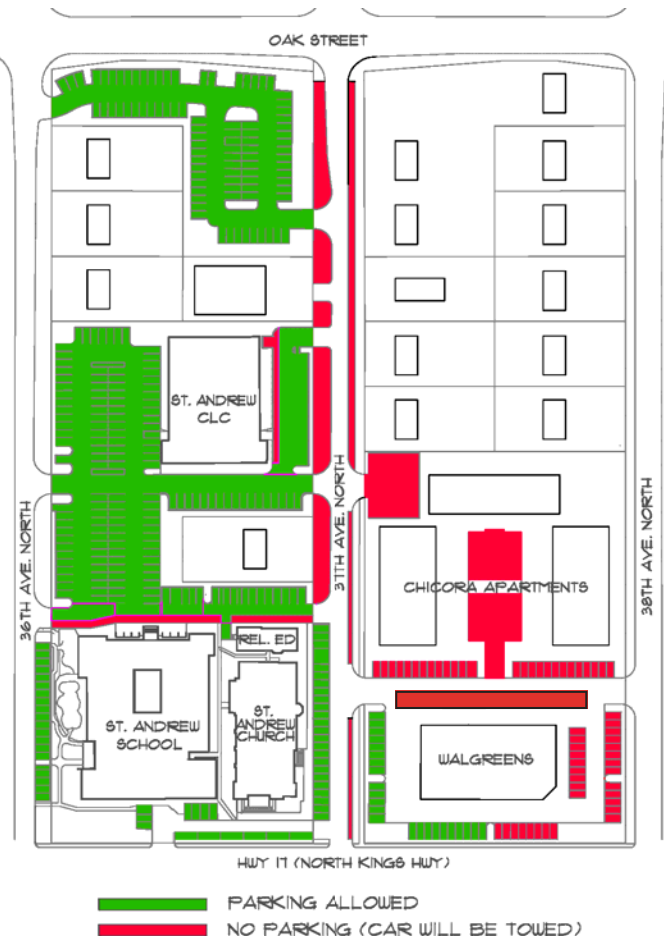 OAK STREET
ST. ANDREW
CLC
36TH AVE. NORTH
37TH AVE. NORTH
38TH AVE. NORTH
CHICORA APARTMENTS
REL. ED
ST. ANDREW
SCHOOL
ST.
ANDREW
CHURCH
WALGREENS
HWY 17 (NORTH KINGS HWY)
PARKING ALLOWED
NO PARKING (CAR WILL BE TOWED)